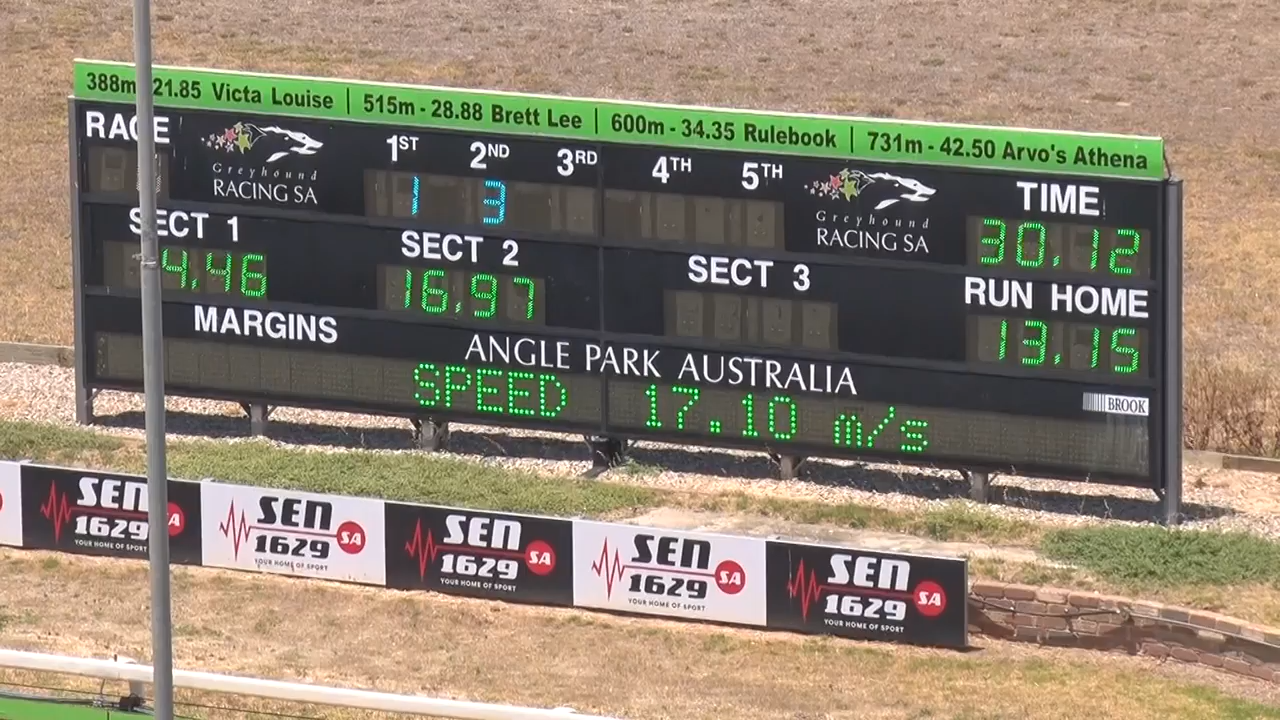 388m 21.85 Victa Louise | 515m - 28.88 Brett Lee | 600m - 34.35 Rulebook | 731m - 42.50 Arvo's Athena
RACE
Greyhound
RACING SA
1ST 2ND 3RD 4TH 5TH
1 3
Greyhound
RACING SA
TIME
30.12
SECT 1
4.46
SECT 2
16.97
SECT 3
RUN HOME
13.15
MARGINS
ANGLE PARK AUSTRALIA
SPEED 17.10 m/s
BROOK
SEN
1629
YOUR HOME OF SPORT
SEN
1629 SA
YOUR HOME OF SPORT
SEN
1629 SA
YOUR HOME OF SPORT
SEN
1629 SA
YOUR HOME OF SPORT
SEN
1629 SA
YOUR HOME OF SPORT